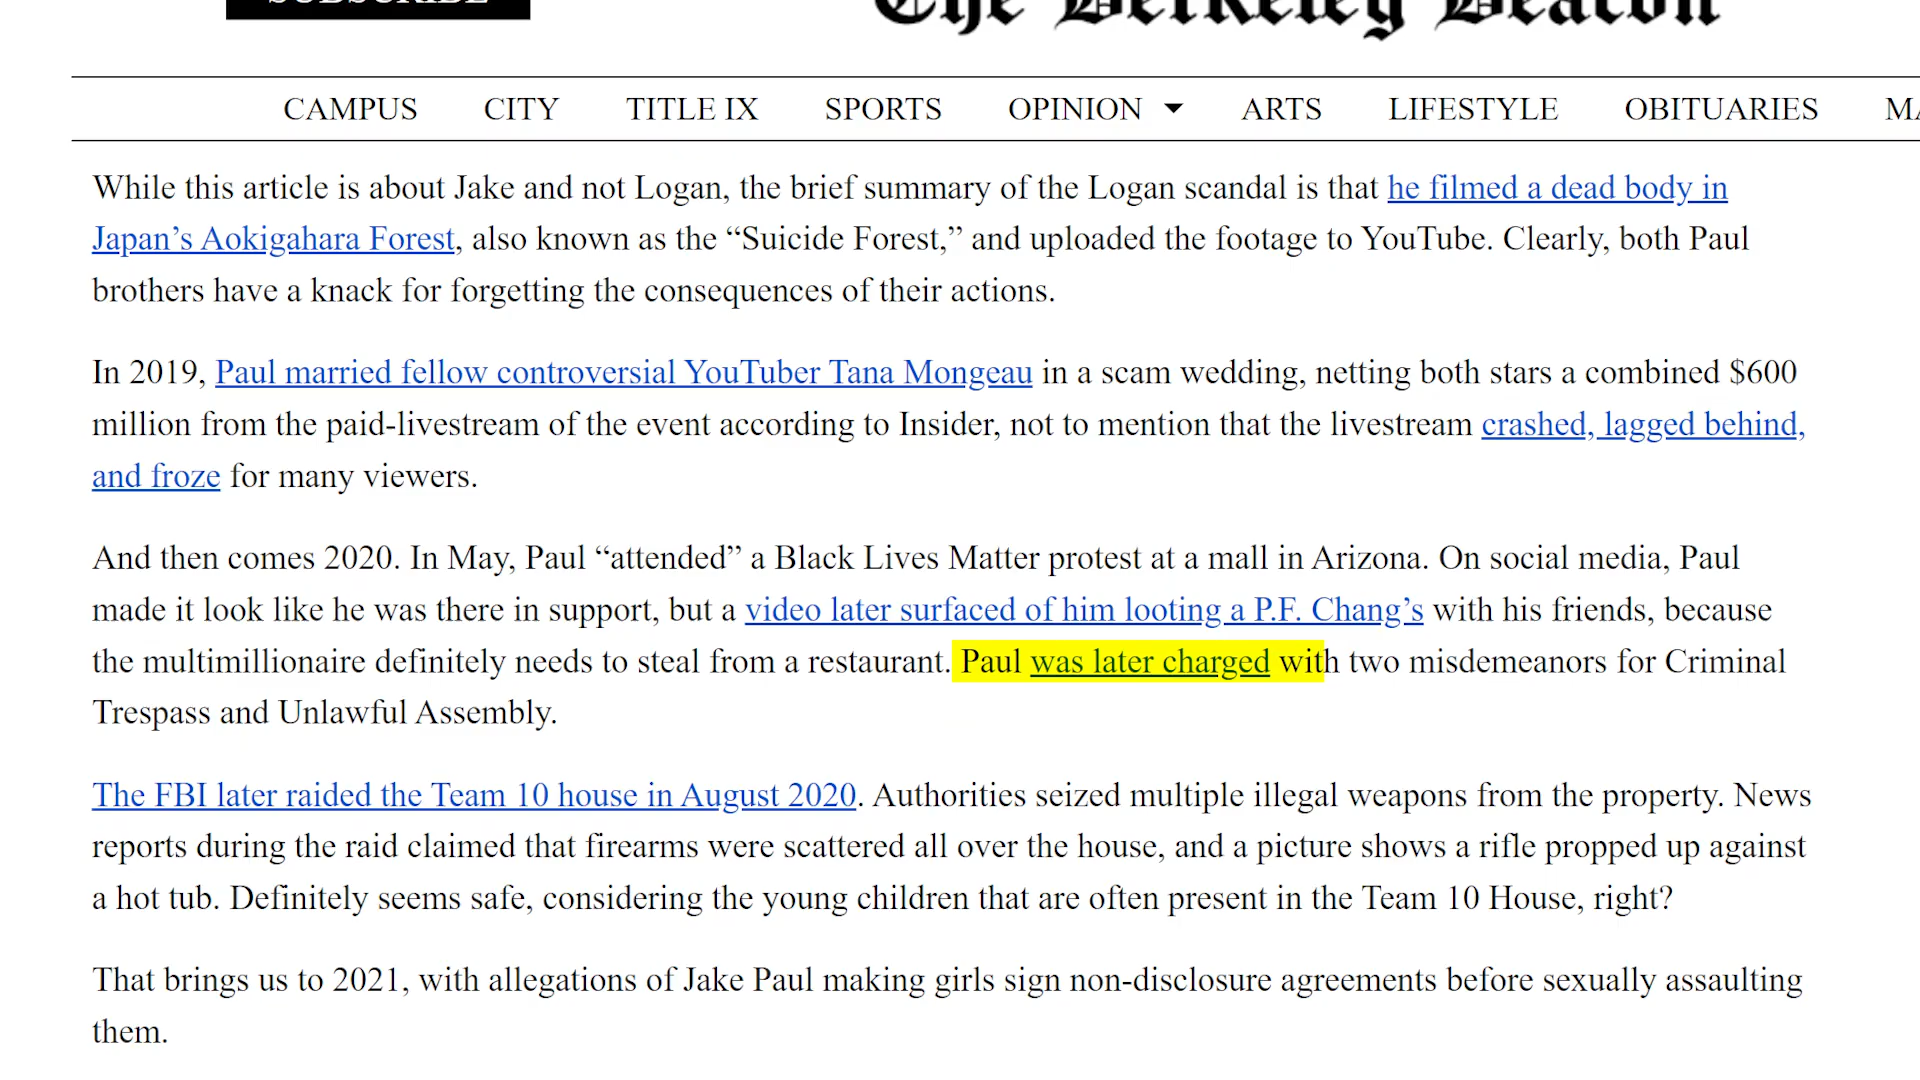 SUBSCRIBE
The Berkeley Beacon
CAMPUS CITY TITLE IX SPORTS OPINION ARTS LIFESTYLE OBITUARIES MA
While this article is about Jake and not Logan, the brief summary of the Logan scandal is that he filmed a dead body in
Japan’s Aokigahara Forest, also known as the “Suicide Forest,” and uploaded the footage to YouTube. Clearly, both Paul
brothers have a knack for forgetting the consequences of their actions.
In 2019, Paul married fellow controversial YouTuber Tana Mongeau in a scam wedding, netting both stars a combined $600
million from the paid-livestream of the event according to Insider, not to mention that the livestream crashed, lagged behind,
and froze for many viewers.
And then comes 2020. In May, Paul “attended” a Black Lives Matter protest at a mall in Arizona. On social media, Paul
made it look like he was there in support, but a video later surfaced of him looting a P.F. Chang’s with his friends, because
the multimillionaire definitely needs to steal from a restaurant. Paul was later charged with two misdemeanors for Criminal
Trespass and Unlawful Assembly.
The FBI later raided the Team 10 house in August 2020. Authorities seized multiple illegal weapons from the property. News
reports during the raid claimed that firearms were scattered all over the house, and a picture shows a rifle propped up against
a hot tub. Definitely seems safe, considering the young children that are often present in the Team 10 House, right?
That brings us to 2021, with allegations of Jake Paul making girls sign non-disclosure agreements before sexually assaulting
them.